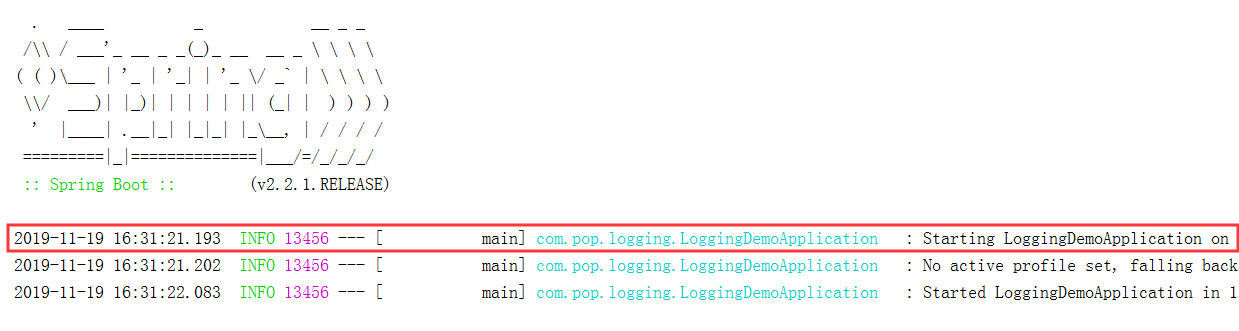 .   ____          _            __ _ _
 /\\ / ___'_ __ _ _(_)_ __  __ _ \ \ \ \
( ( )\___ | '_ | '_| | '_ \/ _` | \ \ \ \
 \\/  ___)| |_)| | | | | || (_| |  ) ) ) )
  '  |____| .__|_| |_|_| |_\__, | / / / /
 =========|_|==============|___/=/_/_/_/
 :: Spring Boot ::        (v2.2.1.RELEASE)
2019-11-19 16:31:21.193  INFO 13456 --- [           main] com.pop.logging.LoggingDemoApplication   : Starting LoggingDemoApplication on
2019-11-19 16:31:21.202  INFO 13456 --- [           main] com.pop.logging.LoggingDemoApplication   : No active profile set, falling back
2019-11-19 16:31:22.083  INFO 13456 --- [           main] com.pop.logging.LoggingDemoApplication   : Started LoggingDemoApplication in 1